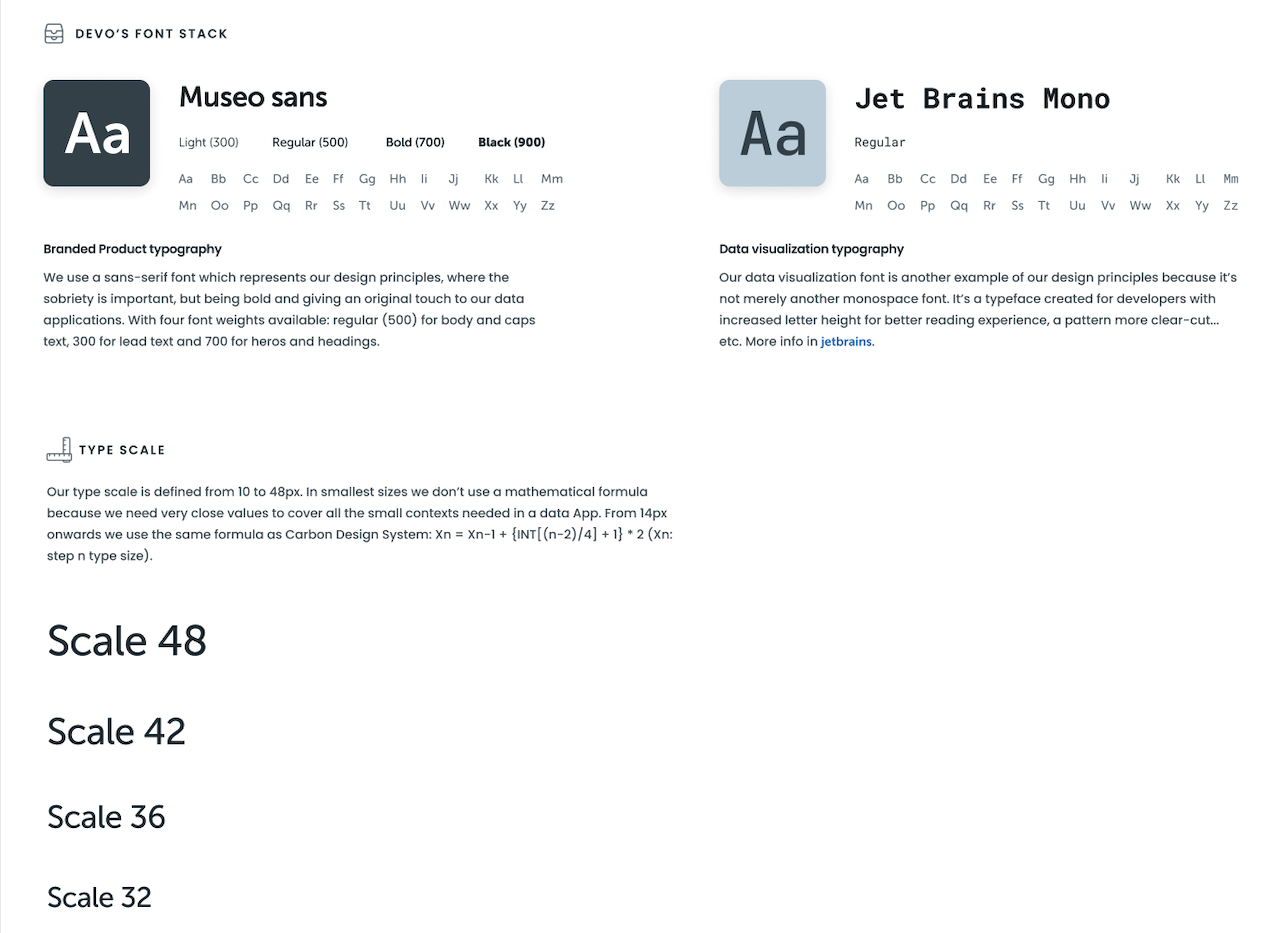 DEVO'S FONT STACK
Aa
Museo sans
Light (300) Regular (500) Bold (700) Black (900)
Aa Bb Cc Dd Ee Ff Gg Hh Ii Jj Kk Ll Mm
Mn Oo Pp Qq Rr Ss Tt Uu Vv Ww Xx Yy Zz
Branded Product typography
We use a sans-serif font which represents our design principles, where the
sobriety is important, but being bold and giving an original touch to our data
applications. With four font weights available: regular (500) for body and caps
text, 300 for lead text and 700 for heros and headings.
Aa
Jet Brains Mono
Regular
Aa Bb Cc Dd Ee Ff Gg Hh Ii Jj Kk Ll Mm
Mn Oo Pp Qq Rr Ss Tt Uu Vv Ww Xx Yy Zz
Data visualization typography
Our data visualization font is another example of our design principles because it's
not merely another monospace font. It's a typeface created for developers with
increased letter height for better reading experience, a pattern more clear-cut...
etc. More info in jetbrains.
TYPE SCALE
Our type scale is defined from 10 to 48px. In smallest sizes we don't use a mathematical formula
because we need very close values to cover all the small contexts needed in a data App. From 14px
onwards we use the same formula as Carbon Design System: Xn = Xn-1 + {INT[(n-2)/4] + 1} * 2 (Xn:
step n type size).
Scale 48
Scale 42
Scale 36
Scale 32